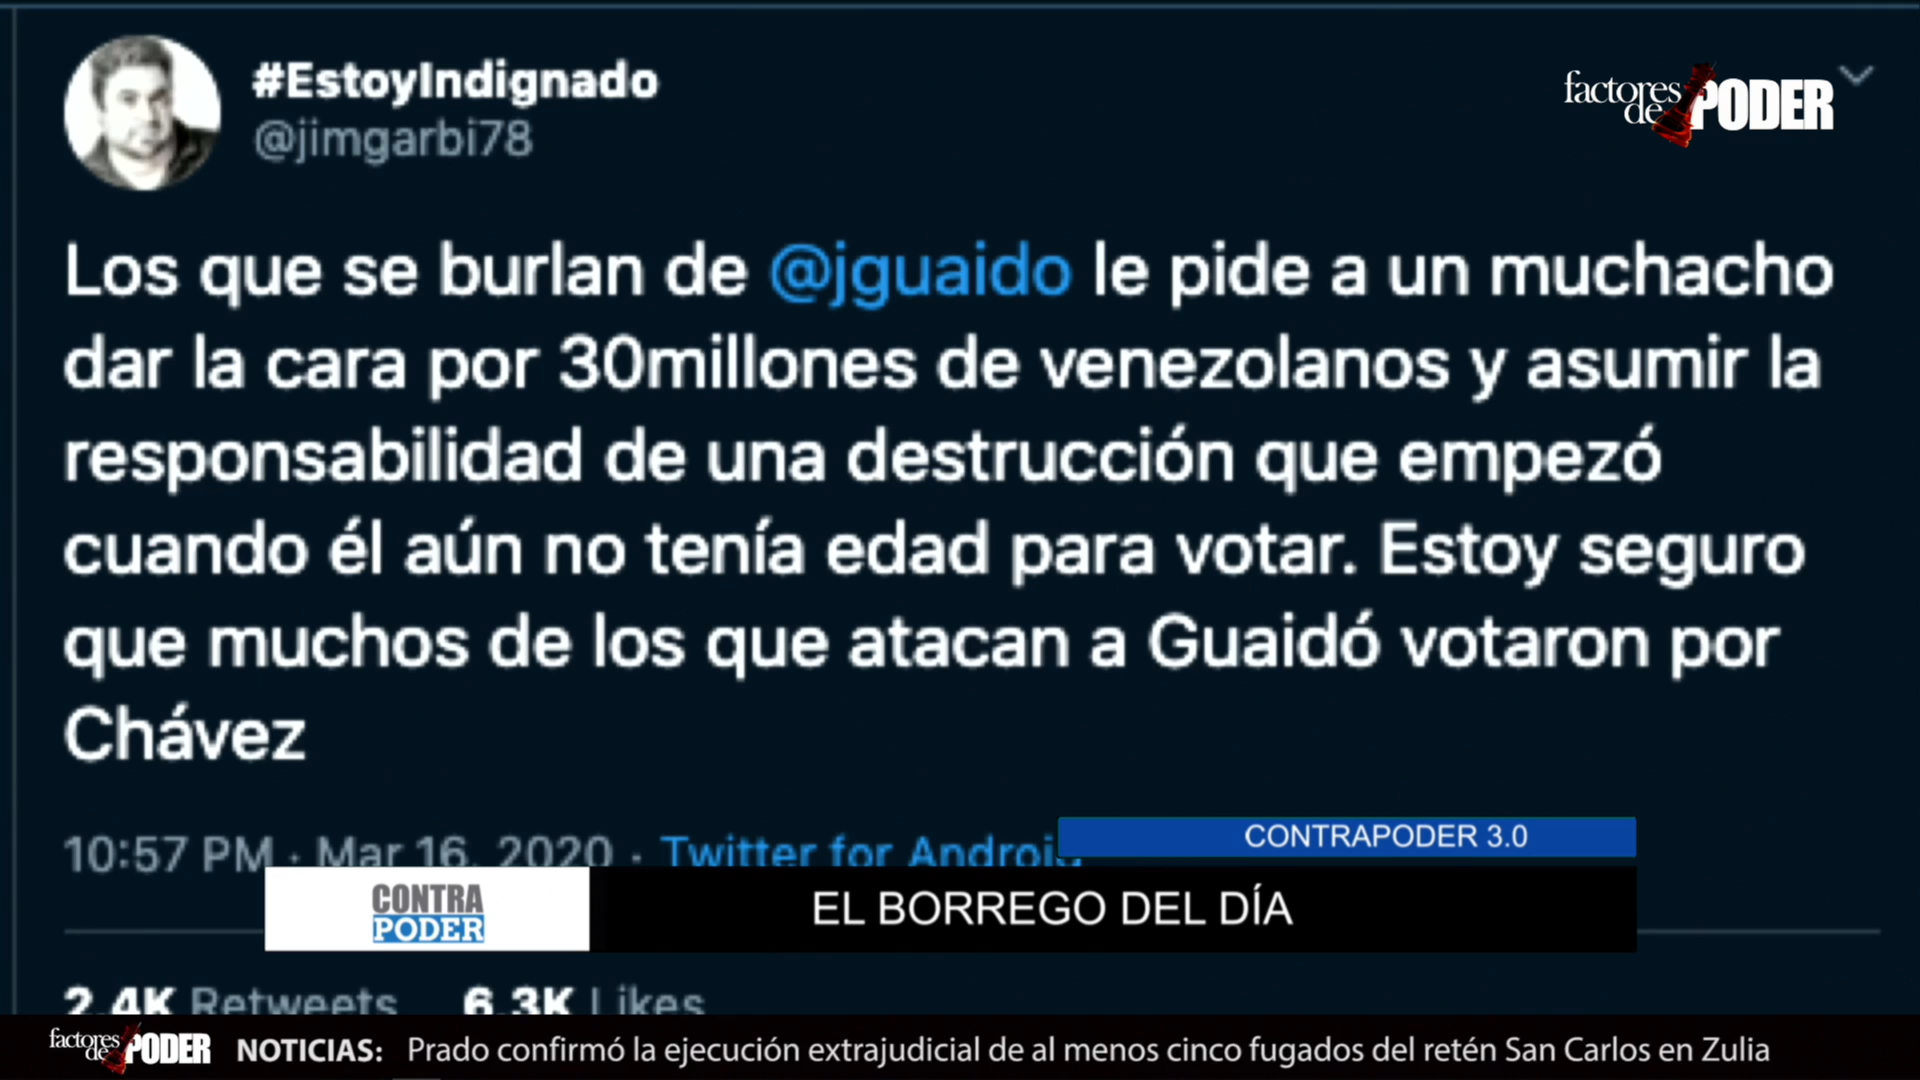 #EstoyIndignado
@jimgarbi78
factores
de PODER
Los que se burlan de @jguaido le pide a un muchacho
dar la cara por 30millones de venezolanos y asumir la
responsabilidad de una destrucción que empezó
cuando él aún no tenía edad para votar. Estoy seguro
que muchos de los que atacan a Guaidó votaron por
Chávez
10:57 PM · Mar 16, 2020 · Twitter for Android
CONTRAPODER 3.0
CONTRA
PODER
EL BORREGO DEL DÍA
2.4K Retweets 6.3K Likes
factores
de PODER
NOTICIAS: Prado confirmó la ejecución extrajudicial de al menos cinco fugados del retén San Carlos en Zulia